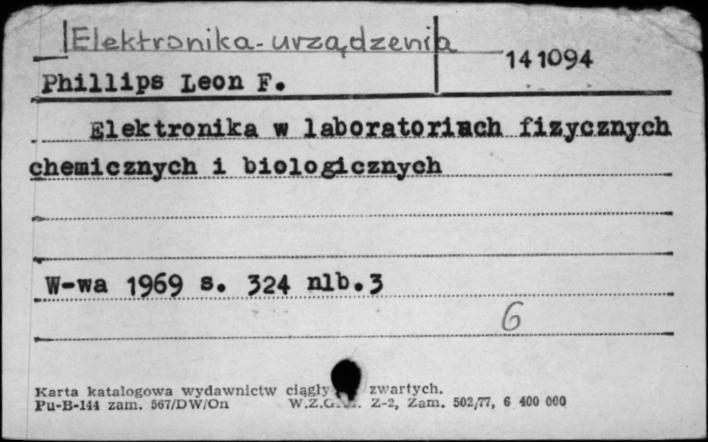 Elektronika - urządzenia
141094
Phillips Leon F.
Elektronika w laboratoriach fizycznych
chemicznych i biologicznych
W-wa 1969 s. 324 nlb.3
6
Karta katalogowa wydawnictw zwartych.
Pu-B-144 zam. 567/DW/On Z-2, Zam. 502/77, 6 400 000